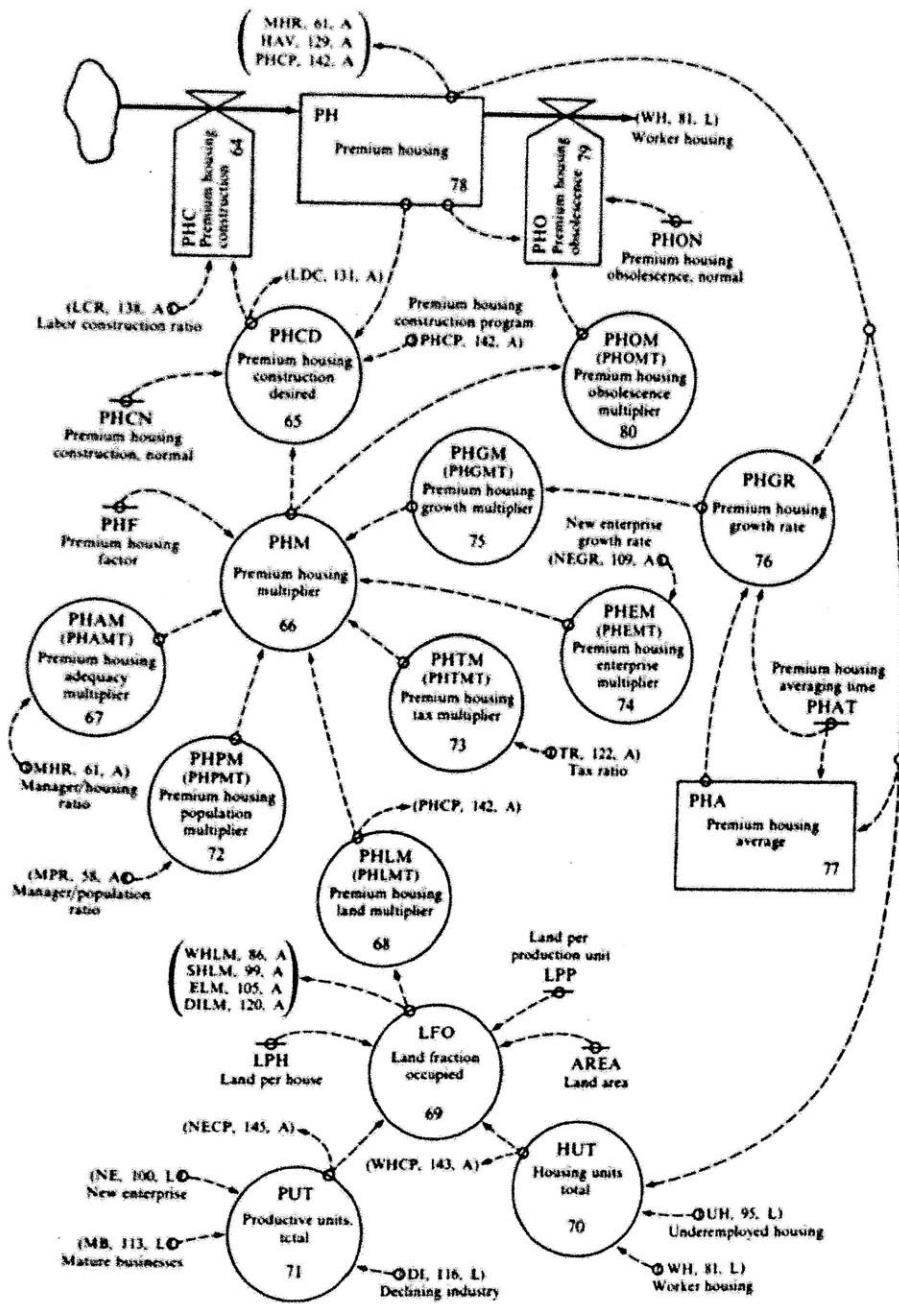 (MHR, 61, A
HAV, 129, A
PHCP, 142, A)
PH
Premium housing
78
(WH, 81, L)
Worker housing
PHC
Premium housing
construction
64
PHO
Premium housing
obsolescence
79
PHON
Premium housing
obsolescence, normal
(LDC, 131, A)
(LCR, 138, A)
Labor construction ratio
Premium housing
construction program
(PHCP, 142, A)
PHCD
Premium housing
construction
desired
65
PHOM
(PHOMT)
Premium housing
obsolescence
multiplier
80
PHCN
Premium housing
construction, normal
PHGM
(PHGMT)
Premium housing
growth multiplier
75
PHGR
Premium housing
growth rate
76
PHF
Premium housing
factor
PHM
Premium housing
multiplier
66
New enterprise
growth rate
(NEGR, 109, A)
PHEM
(PHEMT)
Premium housing
enterprise multiplier
74
PHAM
(PHAMT)
Premium housing
adequacy
multiplier
67
PHTM
(PHTMT)
Premium housing
tax multiplier
73
Premium housing
averaging time
PHAT
(MHR, 61, A)
Manager/housing
ratio
PHPM
(PHPMT)
Premium housing
population
multiplier
72
(TR, 122, A)
Tax ratio
PHA
Premium housing
average
77
(PHCP, 142, A)
(MPR, 58, A)
Manager/population
ratio
PHLM
(PHLMT)
Premium housing
land multiplier
68
(WHLM, 86, A
SHLM, 99, A
ELM, 105, A
DILM, 120, A)
Land per
production unit
LPP
LPH
Land per house
LFO
Land fraction
occupied
69
AREA
Land area
(NECP, 145, A)
(WHCP, 143, A)
HUT
Housing units
total
70
(NE, 100, L)
New enterprise
PUT
Productive units,
total
71
(UH, 95, L)
Underemployed housing
(MB, 113, L)
Mature businesses
(DI, 116, L)
Declining industry
(WH, 81, L)
Worker housing